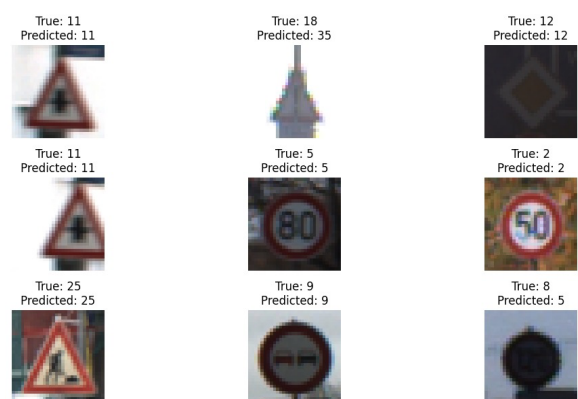 True: 11
Predicted: 11
True: 18
Predicted: 35
True: 12
Predicted: 12
True: 11
Predicted: 11
True: 5
Predicted: 5
80
True: 2
Predicted: 2
50
True: 25
Predicted: 25
True: 9
Predicted: 9
True: 8
Predicted: 5